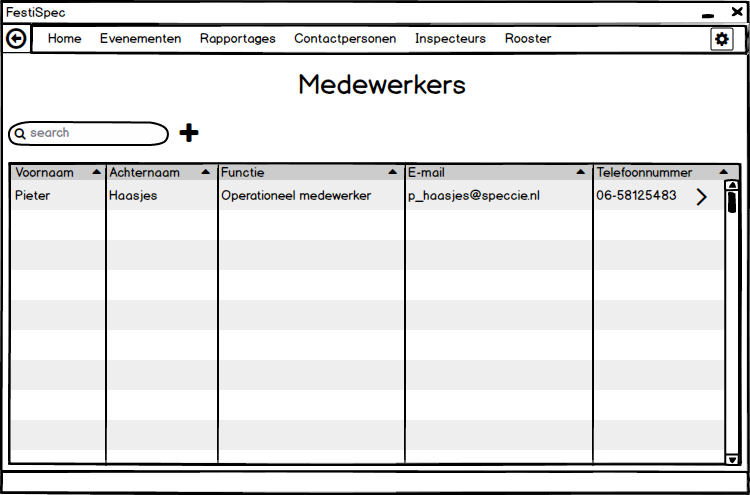 FestiSpec
Home Evenementen Rapportages Contactpersonen Inspecteurs Rooster
Medewerkers
search
Voornaam Achternaam Functie E-mail Telefoonnummer
Pieter Haasjes Operationeel medewerker p_haasjes@speccie.nl 06-58125483